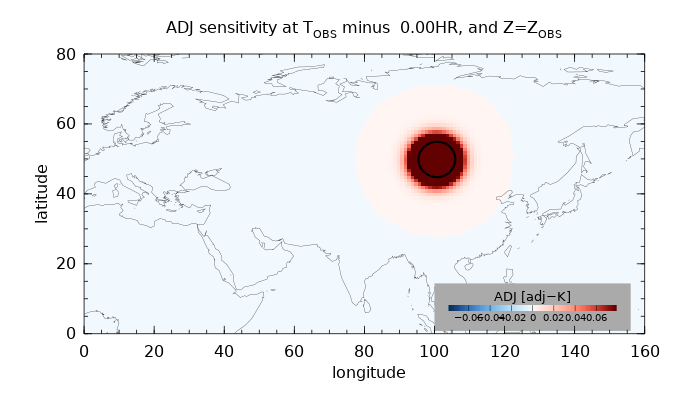 ADJ sensitivity at TOBS minus 0.00HR, and Z=ZOBS
80
60
40
20
0
latitude
0 20 40 60 80 100 120 140 160
longitude
ADJ [adj−K]
−0.06 −0.04 −0.02 0 0.02 0.04 0.06